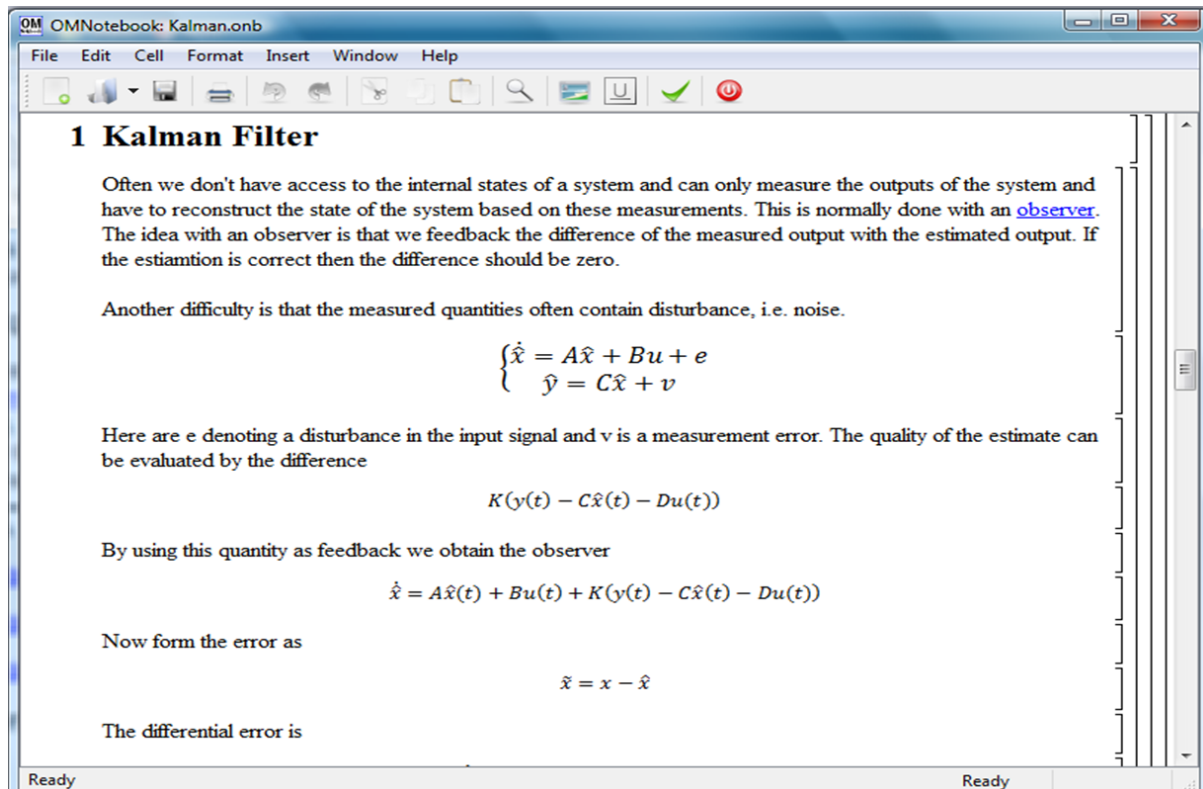 OM OMNotebook: Kalman.onb
File Edit Cell Format Insert Window Help
1 Kalman Filter
Often we don't have access to the internal states of a system and can only measure the outputs of the system and
have to reconstruct the state of the system based on these measurements. This is normally done with an observer.
The idea with an observer is that we feedback the difference of the measured output with the estimated output. If
the estiamtion is correct then the difference should be zero.
Another difficulty is that the measured quantities often contain disturbance, i.e. noise.
{ẋ̂ = Ax̂ + Bu + e
ŷ = Cx̂ + v
Here are e denoting a disturbance in the input signal and v is a measurement error. The quality of the estimate can
be evaluated by the difference
K(y(t) − Cx̂(t) − Du(t))
By using this quantity as feedback we obtain the observer
ẋ̂ = Ax̂(t) + Bu(t) + K(y(t) − Cx̂(t) − Du(t))
Now form the error as
x̃ = x − x̂
The differential error is
Ready Ready